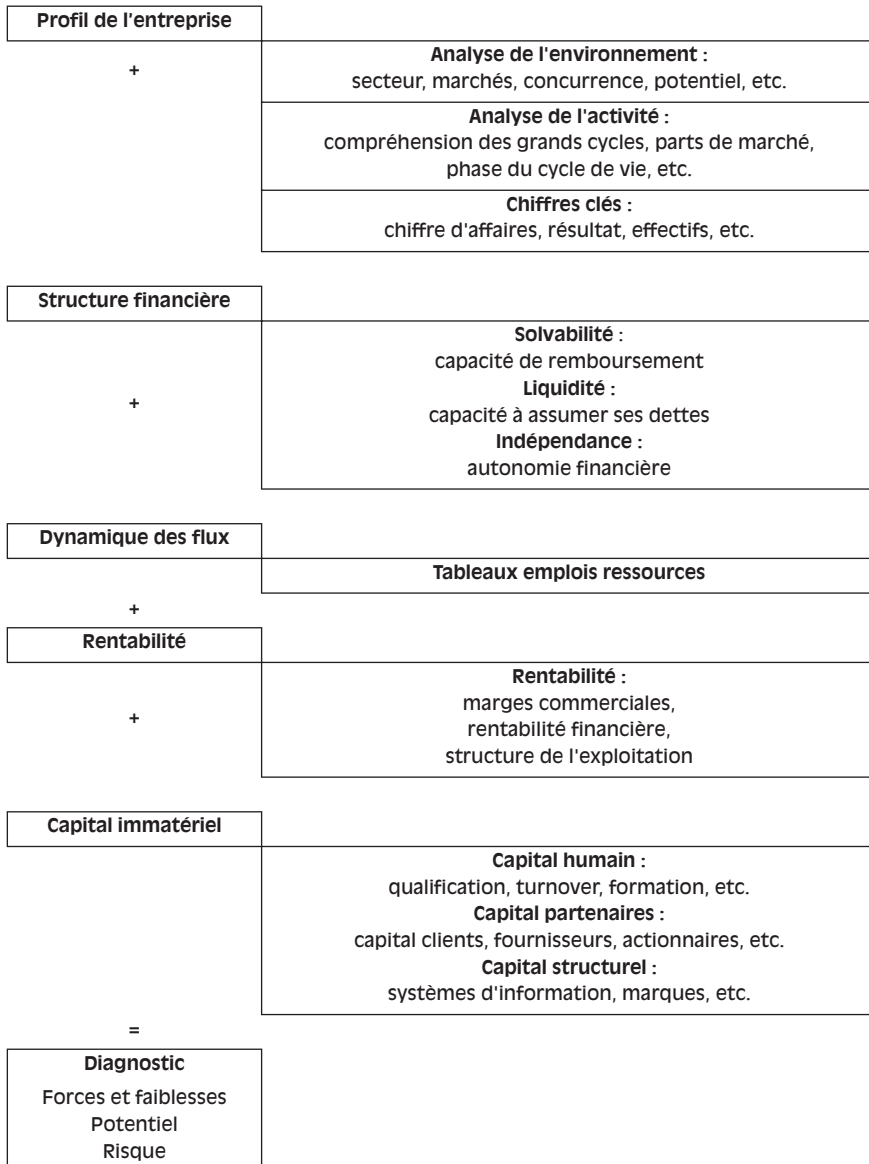 Profil de l'entreprise
+
Analyse de l'environnement :
secteur, marchés, concurrence, potentiel, etc.
Analyse de l'activité :
compréhension des grands cycles, parts de marché,
phase du cycle de vie, etc.
Chiffres clés :
chiffre d'affaires, résultat, effectifs, etc.
Structure financière
+
Solvabilité :
capacité de remboursement
Liquidité :
capacité à assumer ses dettes
Indépendance :
autonomie financière
Dynamique des flux
Tableaux emplois ressources
+
Rentabilité
+
Rentabilité :
marges commerciales,
rentabilité financière,
structure de l'exploitation
Capital immatériel
Capital humain :
qualification, turnover, formation, etc.
Capital partenaires :
capital clients, fournisseurs, actionnaires, etc.
Capital structurel :
systèmes d'information, marques, etc.
=
Diagnostic
Forces et faiblesses
Potentiel
Risque